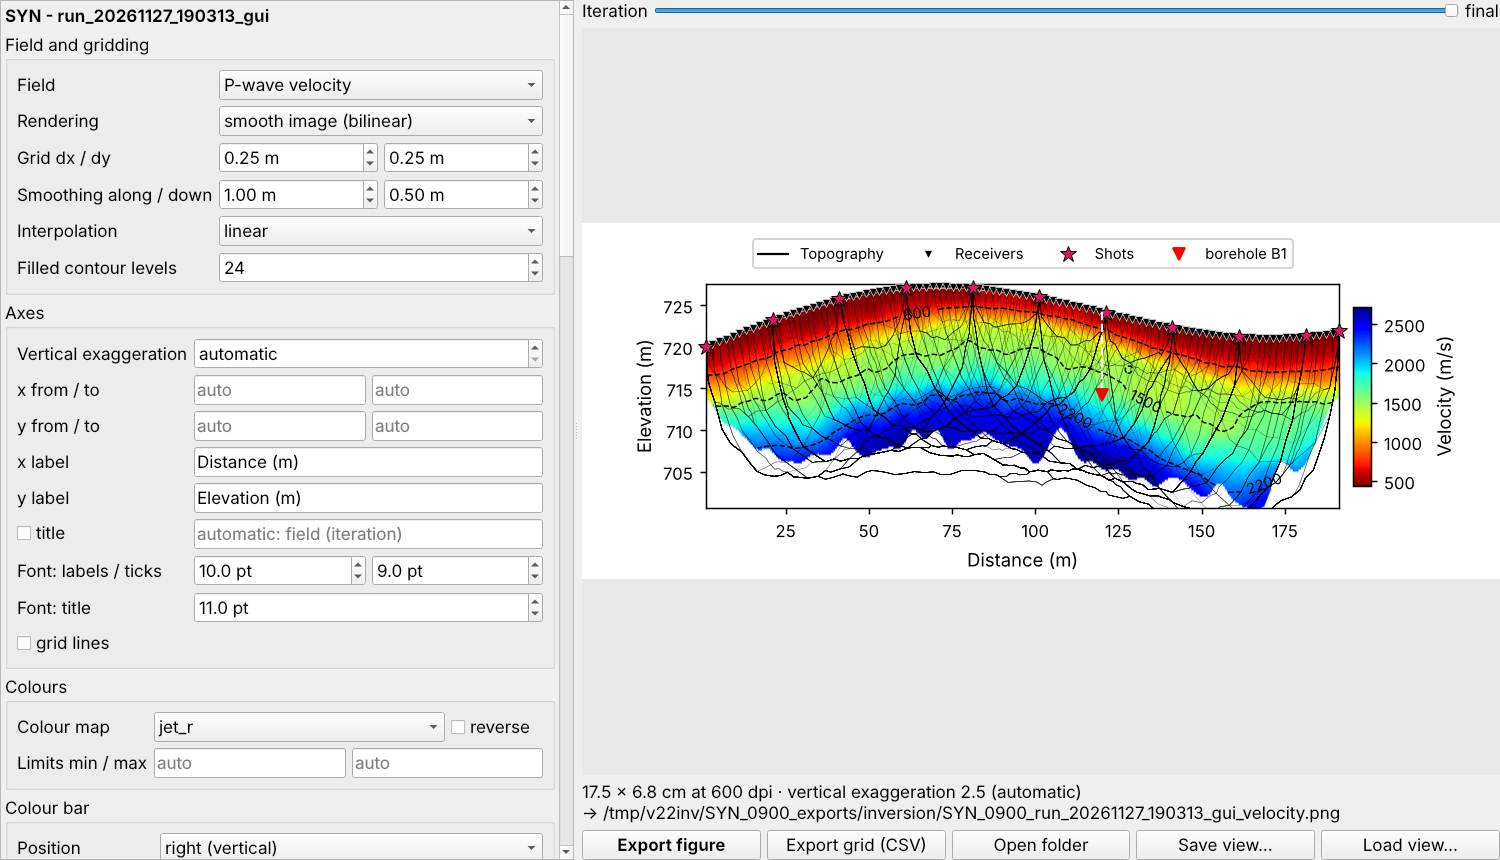 SYN - run_20261127_190313_gui
Field and gridding
Field
P-wave velocity
Rendering
smooth image (bilinear)
Grid dx / dy
0.25 m
0.25 m
Smoothing along / down
1.00 m
0.50 m
Interpolation
linear
Filled contour levels
24
Axes
Vertical exaggeration
automatic
x from / to
auto
auto
y from / to
auto
auto
x label
Distance (m)
y label
Elevation (m)
title
automatic: field (iteration)
Font: labels / ticks
10.0 pt
9.0 pt
Font: title
11.0 pt
grid lines
Colours
Colour map
jet_r
reverse
Limits min / max
auto
auto
Colour bar
Position
right (vertical)
Iteration
final
Topography
Receivers
Shots
borehole B1
725
720
715
710
705
Elevation (m)
800
1500
2200
2200
25
50
75
100
125
150
175
Distance (m)
2500
2000
1500
1000
500
Velocity (m/s)
17.5 × 6.8 cm at 600 dpi · vertical exaggeration 2.5 (automatic)
→ /tmp/v22inv/SYN_0900_exports/inversion/SYN_0900_run_20261127_190313_gui_velocity.png
Export figure
Export grid (CSV)
Open folder
Save view...
Load view...